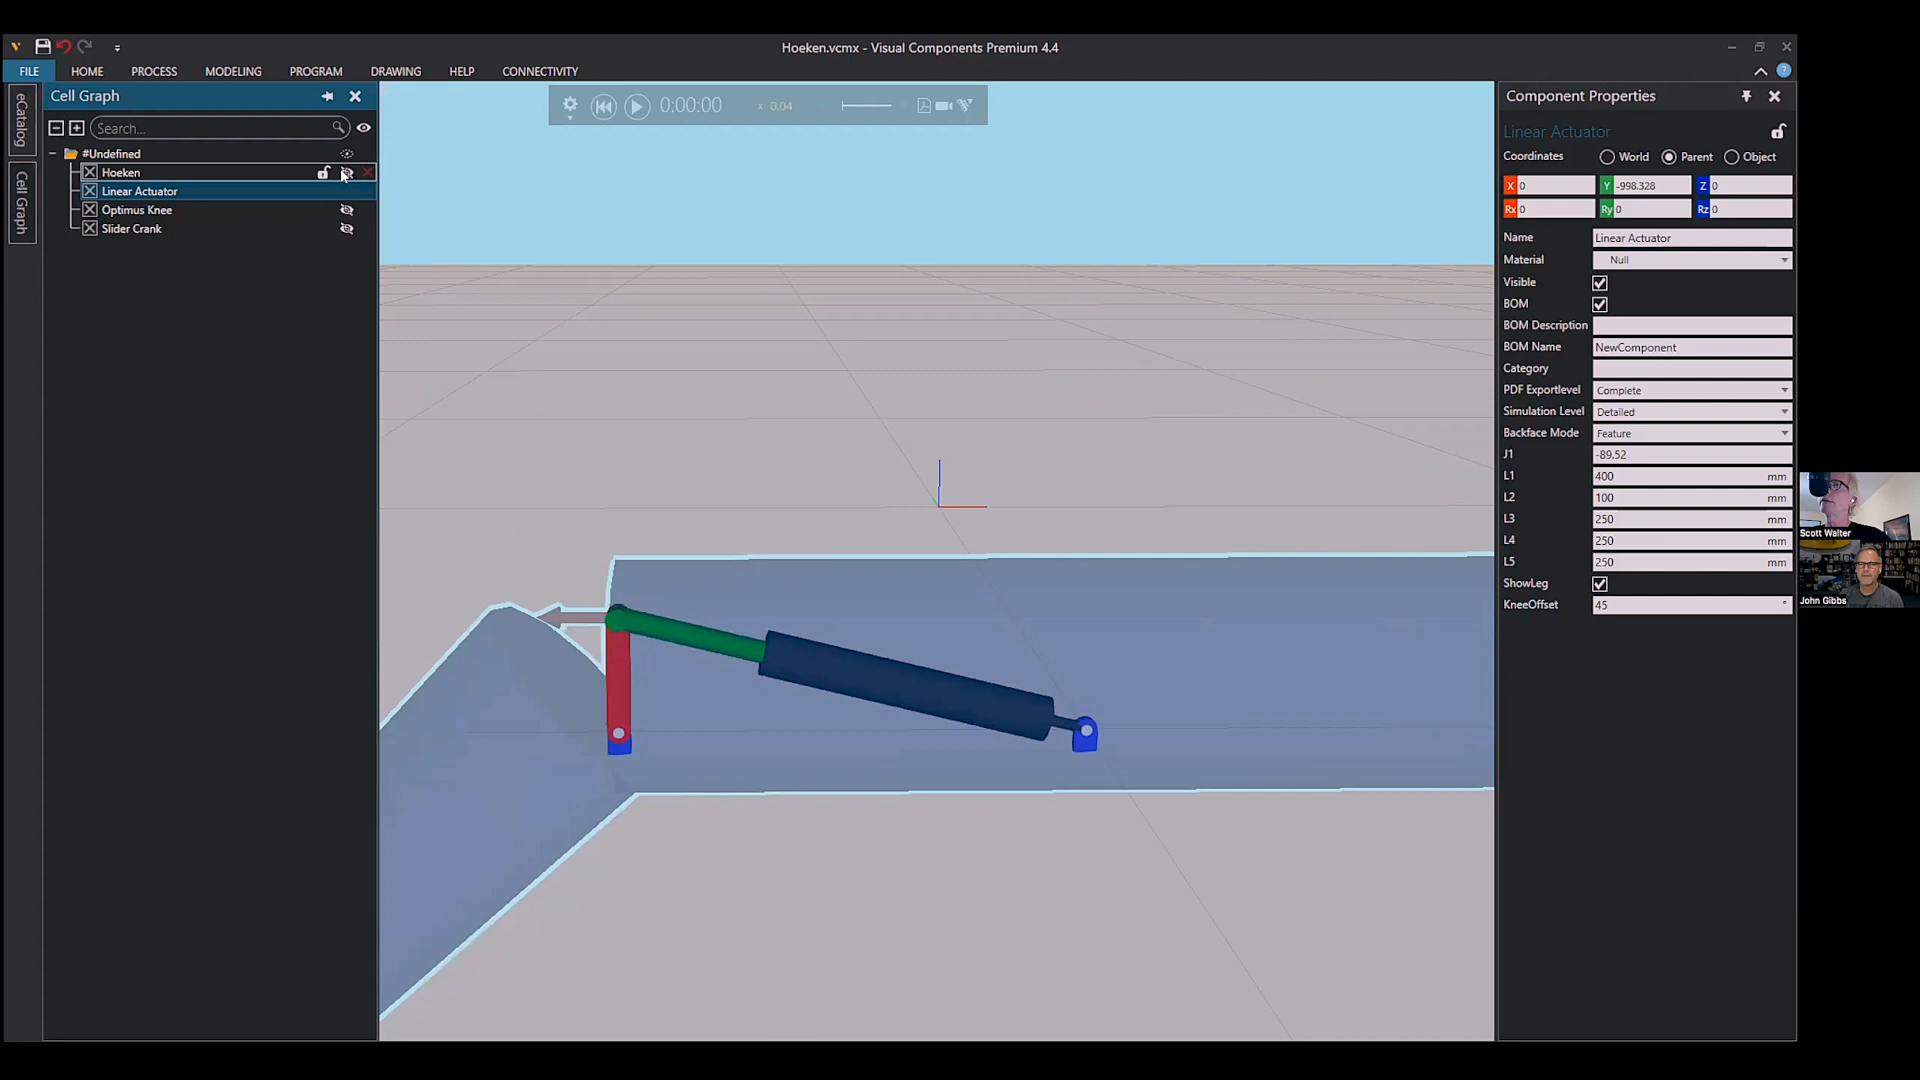 Hoeken.vcmx - Visual Components Premium 4.4
FILE HOME PROCESS MODELING PROGRAM DRAWING HELP CONNECTIVITY
eCatalog
Cell Graph
Cell Graph
Search...
#Undefined
Hoeken
Linear Actuator
Optimus Knee
Slider Crank
0:00:00 x 0.04
Component Properties
Linear Actuator
Coordinates World Parent Object
X 0 Y -998.328 Z 0
Rx 0 Ry 0 Rz 0
Name Linear Actuator
Material Null
Visible
BOM
BOM Description
BOM Name NewComponent
Category
PDF Exportlevel Complete
Simulation Level Detailed
Backface Mode Feature
J1 -89.52
L1 400 mm
L2 100 mm
L3 250 mm
L4 250 mm
L5 250 mm
ShowLeg
KneeOffset 45 °
Scott Walter
John Gibbs